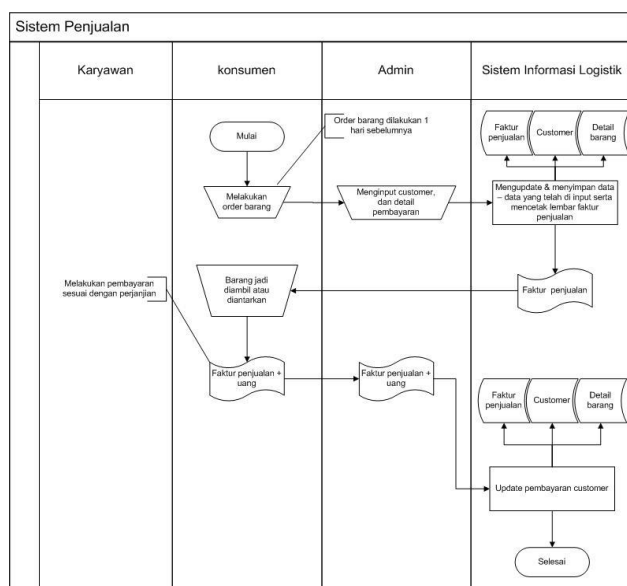 Sistem Penjualan
Karyawan
konsumen
Admin
Sistem Informasi Logistik
Mulai
Order barang dilakukan 1
hari sebelumnya
Faktur
penjualan
Customer
Detail
barang
Melakukan
order barang
Menginput customer,
dan detail
pembayaran
Mengupdate & menyimpan data
– data yang telah di input serta
mencetak lembar faktur
penjualan
Melakukan pembayaran
sesuai dengan perjanjian
Barang jadi
diambil atau
diantarkan
Faktur penjualan
Faktur penjualan +
uang
Faktur penjualan +
uang
Faktur
penjualan
Customer
Detail
barang
Update pembayaran customer
Selesai